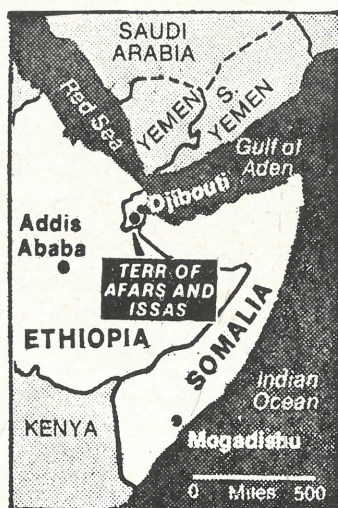 SAUDI
ARABIA
Red Sea
YEMEN
S.
YEMEN
Gulf of
Aden
Djibouti
Addis
Ababa
TERR OF
AFARS AND
ISSAS
ETHIOPIA
SOMALIA
Indian
Ocean
KENYA
Mogadishu
0 Miles 500